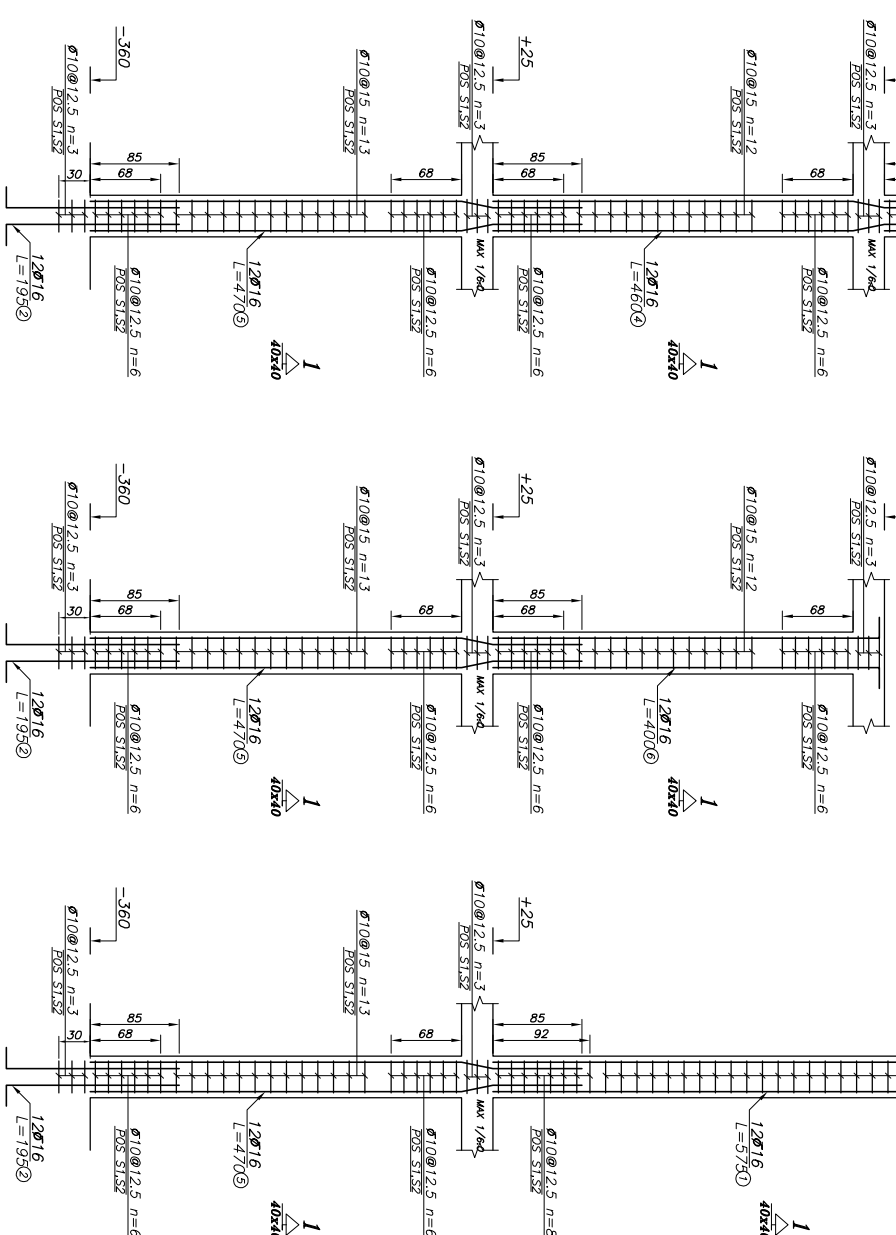 -360
Ø10@12.5 n=3
POS S1,S2
Ø10@15 n=13
POS S1,S2
Ø10@12.5 n=3
POS S1,S2
+25
Ø10@15 n=12
POS S1,S2
Ø10@12.5 n=3
POS S1,S2
30
85
68
68
85
68
68
MAX 1/6
MAX 1/6
12Ø16
L=195②
Ø10@12.5 n=6
POS S1,S2
12Ø16
L=470⑤
Ø10@12.5 n=6
POS S1,S2
Ø10@12.5 n=6
POS S1,S2
12Ø16
L=460④
Ø10@12.5 n=6
POS S1,S2
1
40x40
1
40x40
-360
Ø10@12.5 n=3
POS S1,S2
Ø10@15 n=13
POS S1,S2
Ø10@12.5 n=3
POS S1,S2
+25
Ø10@15 n=12
POS S1,S2
Ø10@12.5 n=3
POS S1,S2
30
85
68
68
85
68
68
MAX 1/6
12Ø16
L=195②
Ø10@12.5 n=6
POS S1,S2
12Ø16
L=470⑤
Ø10@12.5 n=6
POS S1,S2
Ø10@12.5 n=6
POS S1,S2
12Ø16
L=400⑥
Ø10@12.5 n=6
POS S1,S2
1
40x40
1
40x40
-360
Ø10@12.5 n=3
POS S1,S2
Ø10@15 n=13
POS S1,S2
Ø10@12.5 n=3
POS S1,S2
+25
30
85
68
68
85
92
MAX 1/6
12Ø16
L=195②
Ø10@12.5 n=6
POS S1,S2
12Ø16
L=470⑤
Ø10@12.5 n=6
POS S1,S2
Ø10@12.5 n=8
POS S1,S2
12Ø16
L=575①
1
40x40
1
40x40